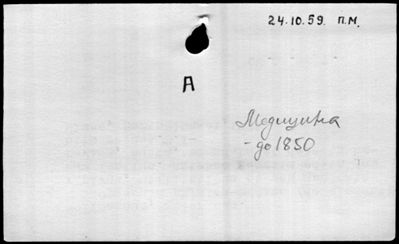 24.10.59. п.м.
А
Медицина
- до 1850